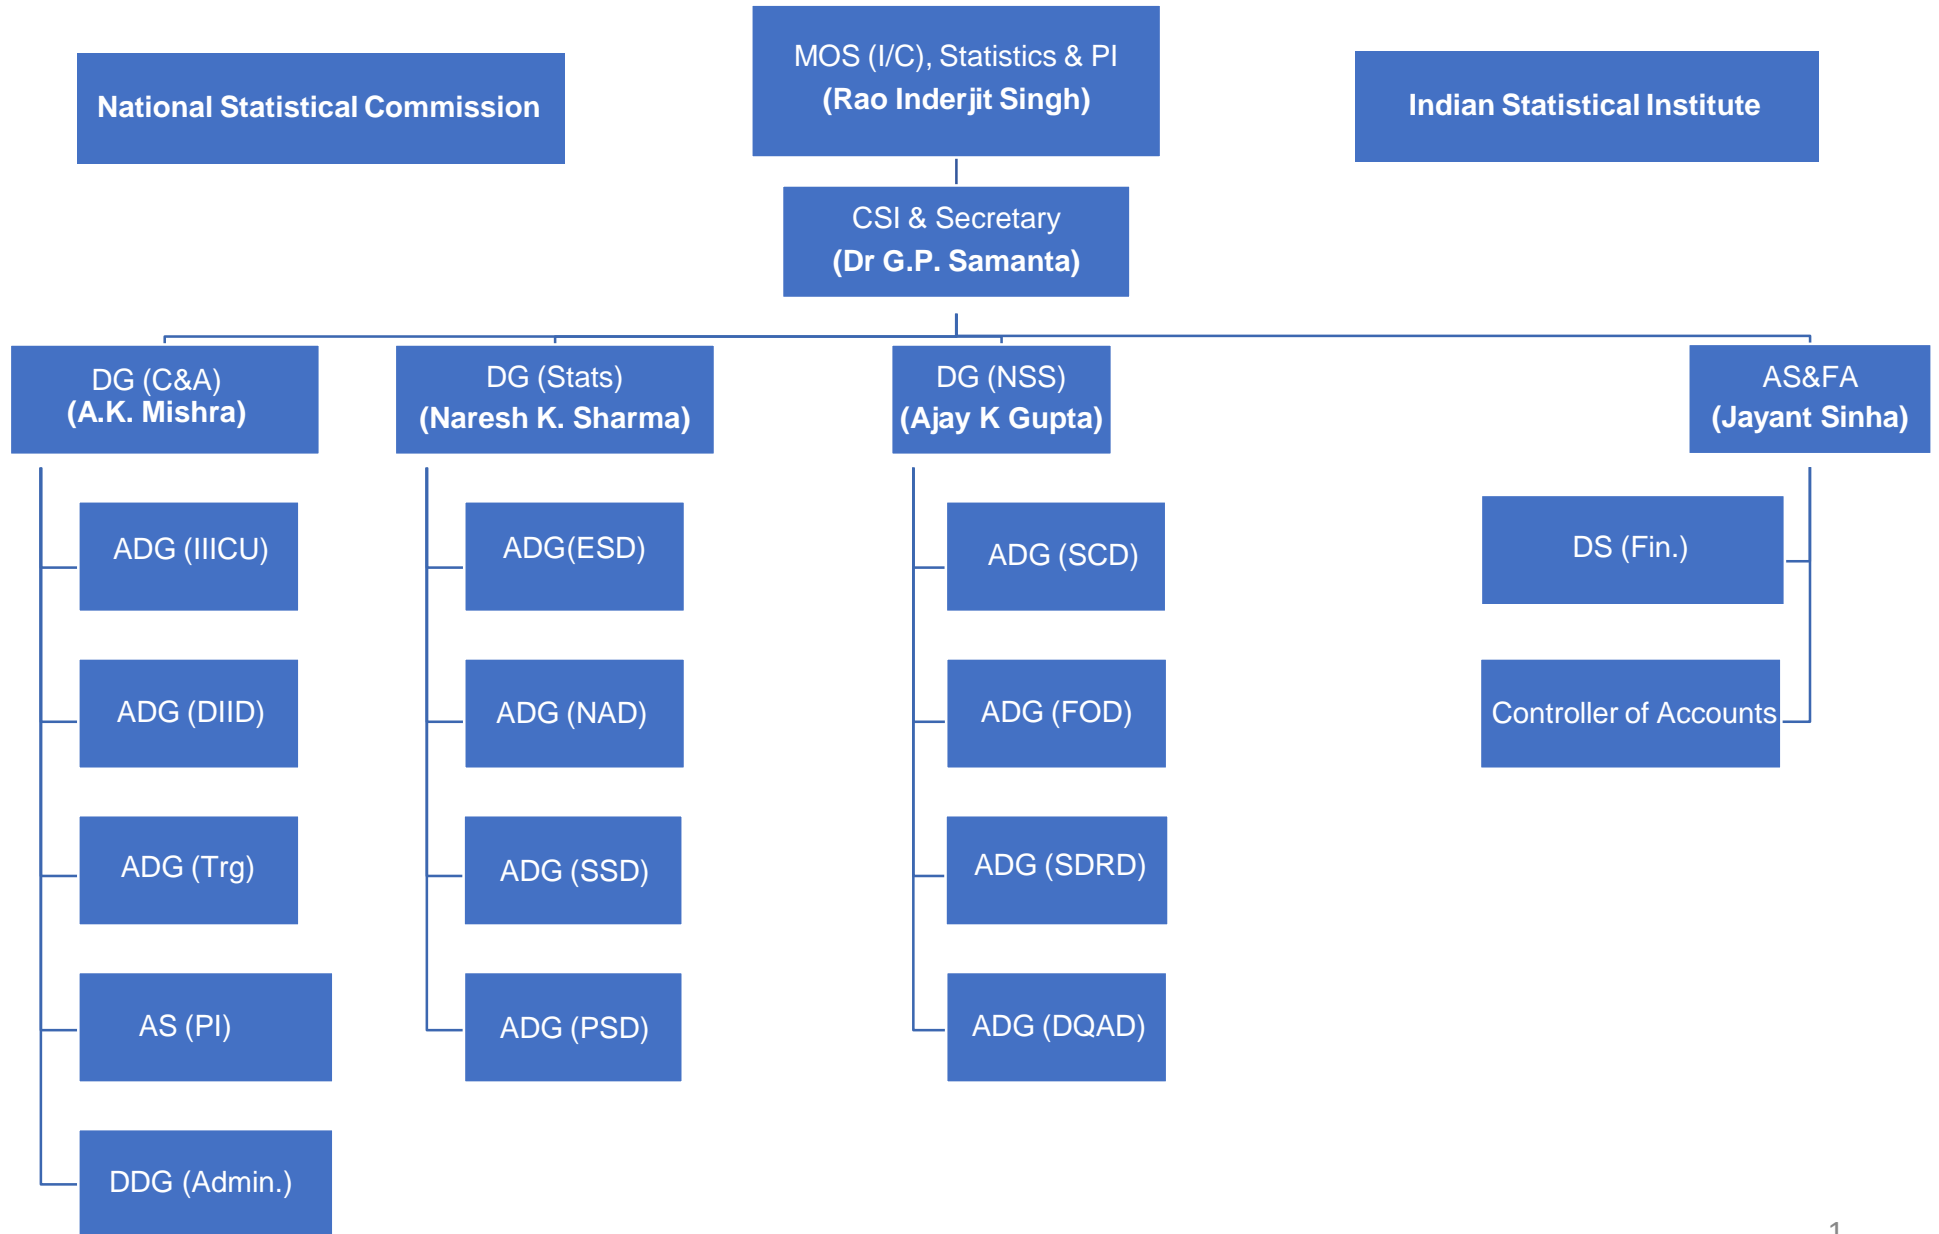 National Statistical Commission
MOS (I/C), Statistics & PI
(Rao Inderjit Singh)
Indian Statistical Institute
CSI & Secretary
(Dr G.P. Samanta)
DG (C&A)
(A.K. Mishra)
DG (Stats)
(Naresh K. Sharma)
DG (NSS)
(Ajay K Gupta)
AS&FA
(Jayant Sinha)
ADG (IIICU)
ADG(ESD)
ADG (SCD)
DS (Fin.)
ADG (DIID)
ADG (NAD)
ADG (FOD)
Controller of Accounts
ADG (Trg)
ADG (SSD)
ADG (SDRD)
AS (PI)
ADG (PSD)
ADG (DQAD)
DDG (Admin.)
1